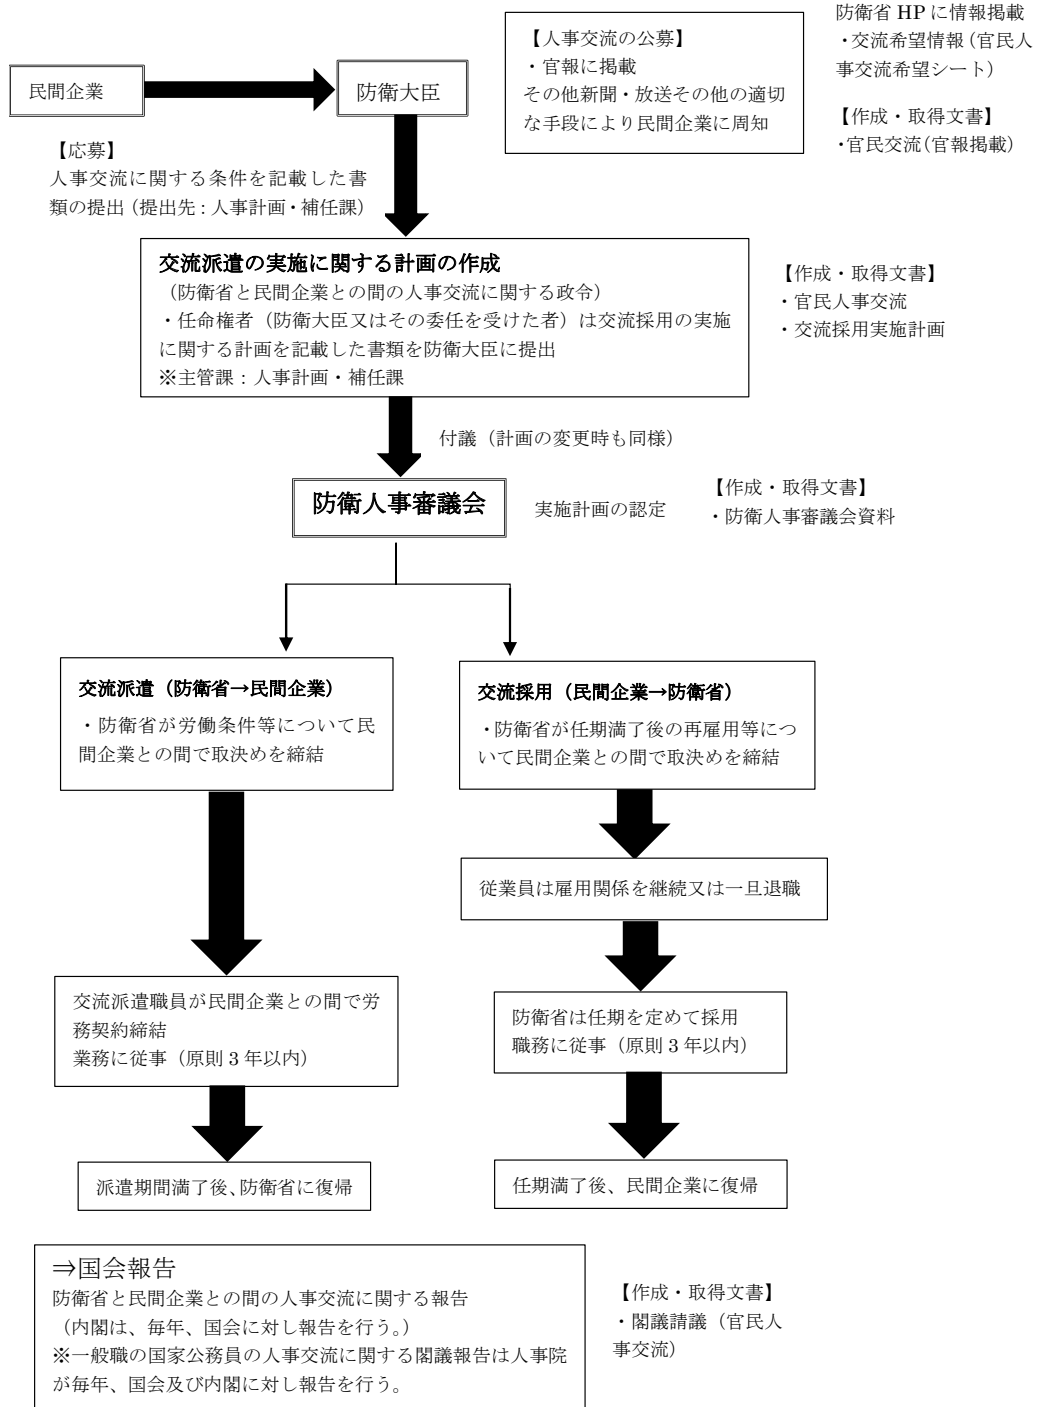 防衛省 HP に情報掲載
・交流希望情報(官民人
事交流希望シート)
【作成・取得文書】
・官民交流(官報掲載)
【人事交流の公募】
・官報に掲載
その他新聞・放送その他の適切
な手段により民間企業に周知
民間企業
防衛大臣
【応募】
人事交流に関する条件を記載した書
類の提出(提出先:人事計画・補任課)
交流派遣の実施に関する計画の作成
(防衛省と民間企業との間の人事交流に関する政令)
・任命権者(防衛大臣又はその委任を受けた者)は交流採用の実施
に関する計画を記載した書類を防衛大臣に提出
※主管課:人事計画・補任課
【作成・取得文書】
・官民人事交流
・交流採用実施計画
付議(計画の変更時も同様)
防衛人事審議会
実施計画の認定
【作成・取得文書】
・防衛人事審議会資料
交流派遣(防衛省→民間企業)
・防衛省が労働条件等について民
間企業との間で取決めを締結
交流採用(民間企業→防衛省)
・防衛省が任期満了後の再雇用等につ
いて民間企業との間で取決めを締結
従業員は雇用関係を継続又は一旦退職
交流派遣職員が民間企業との間で労
務契約締結
業務に従事(原則 3 年以内)
防衛省は任期を定めて採用
職務に従事(原則 3 年以内)
派遣期間満了後、防衛省に復帰
任期満了後、民間企業に復帰
⇒国会報告
防衛省と民間企業との間の人事交流に関する報告
(内閣は、毎年、国会に対し報告を行う。)
※一般職の国家公務員の人事交流に関する閣議報告は人事院
が毎年、国会及び内閣に対し報告を行う。
【作成・取得文書】
・閣議請議(官民人
事交流)